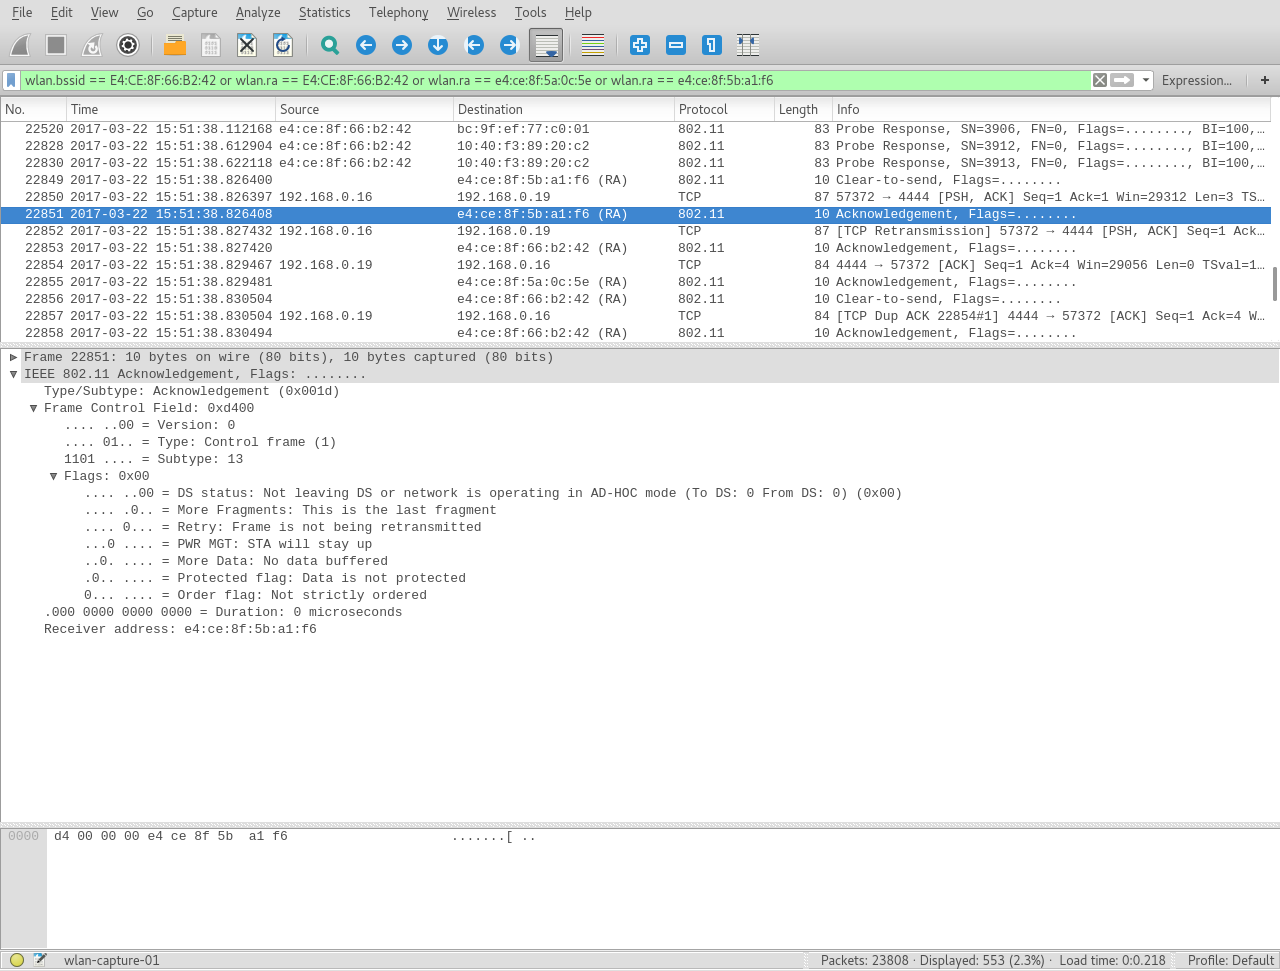 File Edit View Go Capture Analyze Statistics Telephony Wireless Tools Help
wlan.bssid == E4:CE:8F:66:B2:42 or wlan.ra == E4:CE:8F:66:B2:42 or wlan.ra == e4:ce:8f:5a:0c:5e or wlan.ra == e4:ce:8f:5b:a1:f6 Expression... +
No. Time Source Destination Protocol Length Info
22520 2017-03-22 15:51:38.112168 e4:ce:8f:66:b2:42 bc:9f:ef:77:c0:01 802.11 83 Probe Response, SN=3906, FN=0, Flags=........, BI=100,…
22828 2017-03-22 15:51:38.612904 e4:ce:8f:66:b2:42 10:40:f3:89:20:c2 802.11 83 Probe Response, SN=3912, FN=0, Flags=........, BI=100,…
22830 2017-03-22 15:51:38.622118 e4:ce:8f:66:b2:42 10:40:f3:89:20:c2 802.11 83 Probe Response, SN=3913, FN=0, Flags=........, BI=100,…
22849 2017-03-22 15:51:38.826400 e4:ce:8f:5b:a1:f6 (RA) 802.11 10 Clear-to-send, Flags=........
22850 2017-03-22 15:51:38.826397 192.168.0.16 192.168.0.19 TCP 87 57372 → 4444 [PSH, ACK] Seq=1 Ack=1 Win=29312 Len=3 TS…
22851 2017-03-22 15:51:38.826408 e4:ce:8f:5b:a1:f6 (RA) 802.11 10 Acknowledgement, Flags=........
22852 2017-03-22 15:51:38.827432 192.168.0.16 192.168.0.19 TCP 87 [TCP Retransmission] 57372 → 4444 [PSH, ACK] Seq=1 Ack…
22853 2017-03-22 15:51:38.827420 e4:ce:8f:66:b2:42 (RA) 802.11 10 Acknowledgement, Flags=........
22854 2017-03-22 15:51:38.829467 192.168.0.19 192.168.0.16 TCP 84 4444 → 57372 [ACK] Seq=1 Ack=4 Win=29056 Len=0 TSval=1…
22855 2017-03-22 15:51:38.829481 e4:ce:8f:5a:0c:5e (RA) 802.11 10 Acknowledgement, Flags=........
22856 2017-03-22 15:51:38.830504 e4:ce:8f:66:b2:42 (RA) 802.11 10 Clear-to-send, Flags=........
22857 2017-03-22 15:51:38.830504 192.168.0.19 192.168.0.16 TCP 84 [TCP Dup ACK 22854#1] 4444 → 57372 [ACK] Seq=1 Ack=4 W…
22858 2017-03-22 15:51:38.830494 e4:ce:8f:66:b2:42 (RA) 802.11 10 Acknowledgement, Flags=........
Frame 22851: 10 bytes on wire (80 bits), 10 bytes captured (80 bits)
IEEE 802.11 Acknowledgement, Flags: ........
Type/Subtype: Acknowledgement (0x001d)
Frame Control Field: 0xd400
.... ..00 = Version: 0
.... 01.. = Type: Control frame (1)
1101 .... = Subtype: 13
Flags: 0x00
.... ..00 = DS status: Not leaving DS or network is operating in AD-HOC mode (To DS: 0 From DS: 0) (0x00)
.... .0.. = More Fragments: This is the last fragment
.... 0... = Retry: Frame is not being retransmitted
...0 .... = PWR MGT: STA will stay up
..0. .... = More Data: No data buffered
.0.. .... = Protected flag: Data is not protected
0... .... = Order flag: Not strictly ordered
.000 0000 0000 0000 = Duration: 0 microseconds
Receiver address: e4:ce:8f:5b:a1:f6
0000 d4 00 00 00 e4 ce 8f 5b a1 f6 .......[ ..
wlan-capture-01 Packets: 23808 · Displayed: 553 (2.3%) · Load time: 0:0.218 Profile: Default